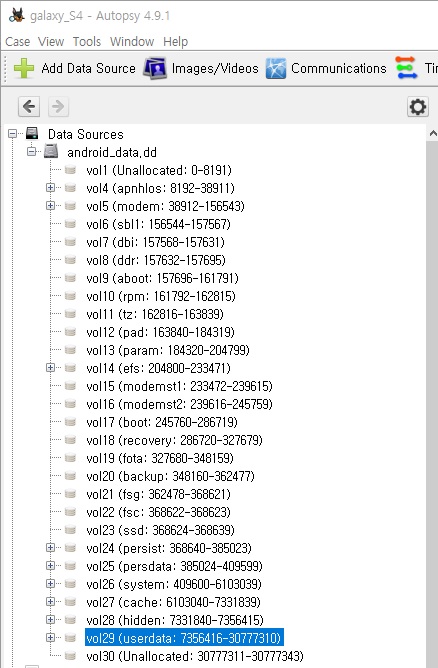 galaxy_S4 - Autopsy 4.9.1
Case View Tools Window Help
Add Data Source Images/Videos Communications Tir
Data Sources
android_data.dd
vol1 (Unallocated: 0-8191)
vol4 (apnhlos: 8192-38911)
vol5 (modem: 38912-156543)
vol6 (sbl1: 156544-157567)
vol7 (dbi: 157568-157631)
vol8 (ddr: 157632-157695)
vol9 (aboot: 157696-161791)
vol10 (rpm: 161792-162815)
vol11 (tz: 162816-163839)
vol12 (pad: 163840-184319)
vol13 (param: 184320-204799)
vol14 (efs: 204800-233471)
vol15 (modemst1: 233472-239615)
vol16 (modemst2: 239616-245759)
vol17 (boot: 245760-286719)
vol18 (recovery: 286720-327679)
vol19 (fota: 327680-348159)
vol20 (backup: 348160-362477)
vol21 (fsg: 362478-368621)
vol22 (fsc: 368622-368623)
vol23 (ssd: 368624-368639)
vol24 (persist: 368640-385023)
vol25 (persdata: 385024-409599)
vol26 (system: 409600-6103039)
vol27 (cache: 6103040-7331839)
vol28 (hidden: 7331840-7356415)
vol29 (userdata: 7356416-30777310)
vol30 (Unallocated: 30777311-30777343)